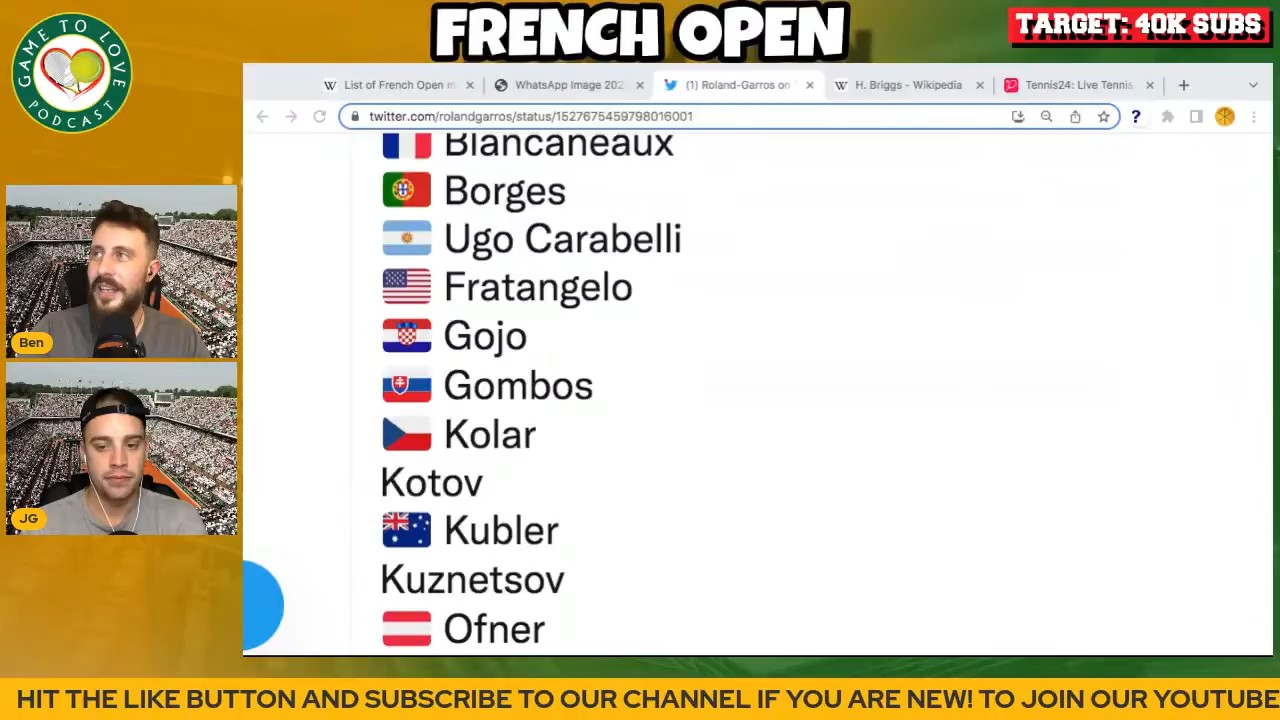 GAME TO LOVE
PODCAST
FRENCH OPEN
TARGET: 40K SUBS
List of French Open m
WhatsApp Image 202
(1) Roland-Garros on
H. Briggs - Wikipedia
Tennis24: Live Tennis
twitter.com/rolandgarros/status/1527675459798016001
Blancaneaux
Borges
Ugo Carabelli
Fratangelo
Gojo
Gombos
Kolar
Kotov
Kubler
Kuznetsov
Ofner
Ben
JG
HIT THE LIKE BUTTON AND SUBSCRIBE TO OUR CHANNEL IF YOU ARE NEW! TO JOIN OUR YOUTUBE